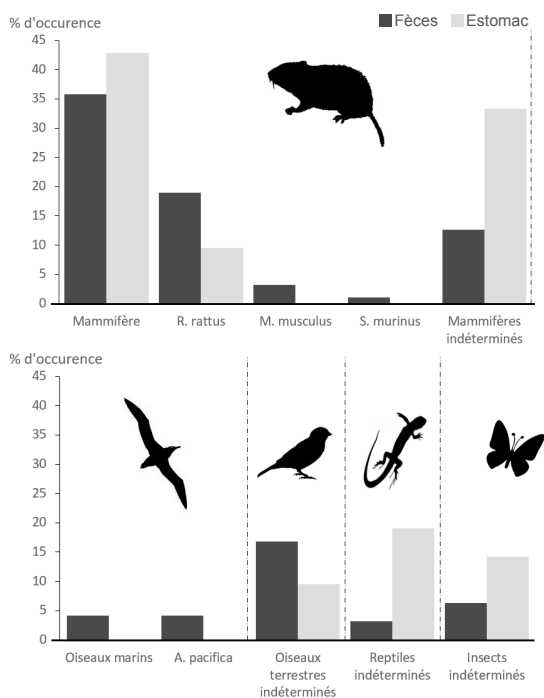 % d'occurence
Fèces Estomac
45
40
35
30
25
20
15
10
5
0
Mammifère R. rattus M. musculus S. murinus Mammifères
indéterminés
% d'occurence
45
40
35
30
25
20
15
10
5
0
Oiseaux marins A. pacifica Oiseaux Reptiles Insects
terrestres indéterminés indéterminés
indéterminés